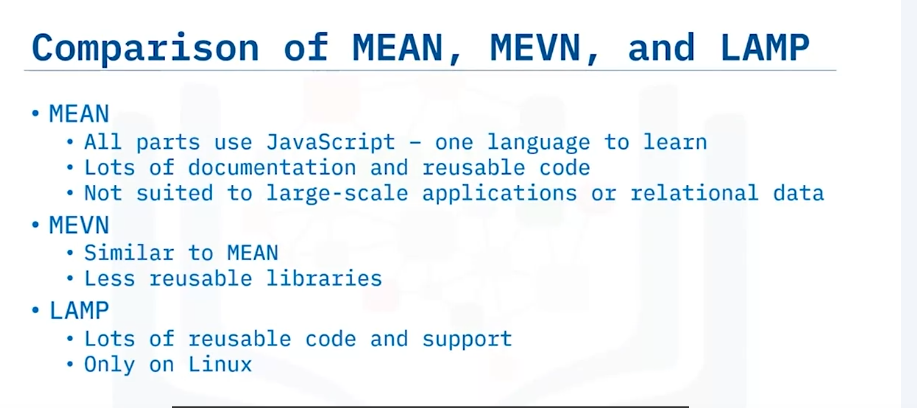 Comparison of MEAN, MEVN, and LAMP
• MEAN
• All parts use JavaScript – one language to learn
• Lots of documentation and reusable code
• Not suited to large-scale applications or relational data
• MEVN
• Similar to MEAN
• Less reusable libraries
• LAMP
• Lots of reusable code and support
• Only on Linux